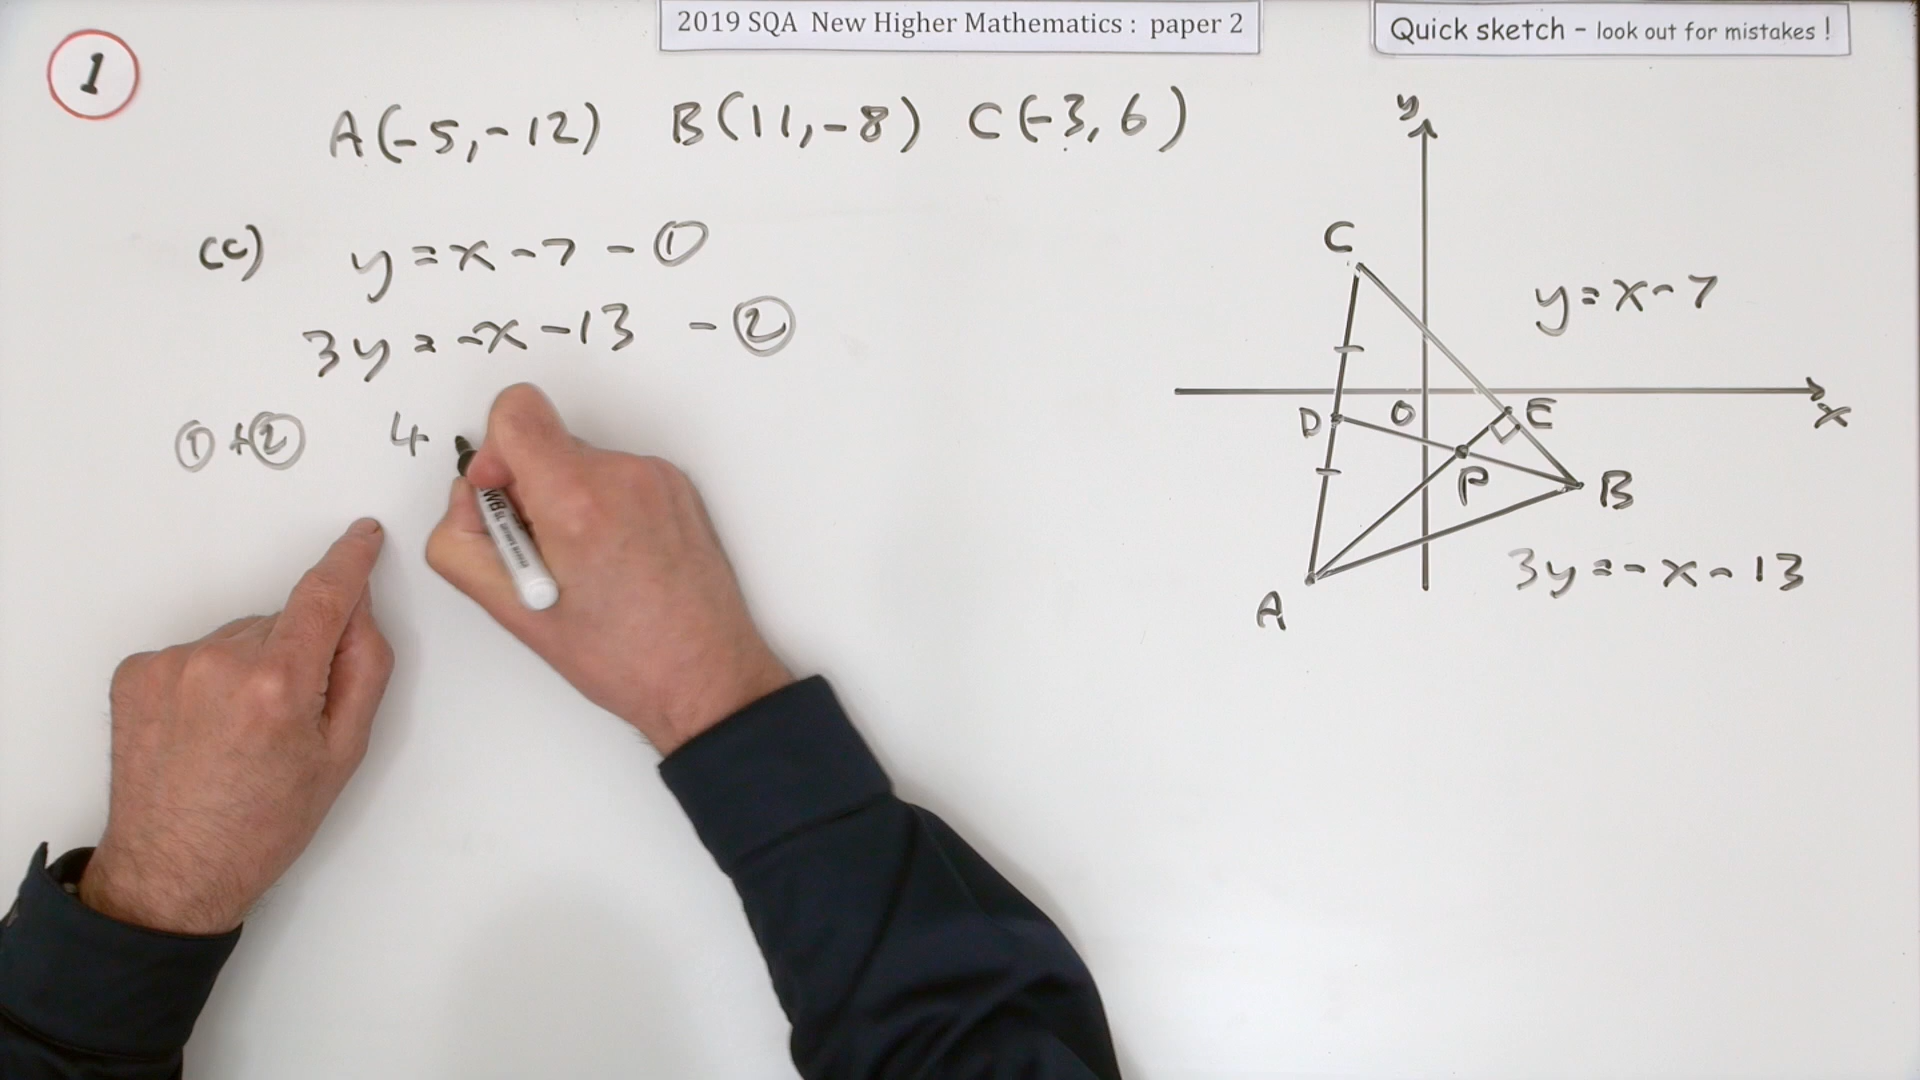 2019 SQA New Higher Mathematics : paper 2
Quick sketch – look out for mistakes !
1
A(-5,-12) B(11,-8) C(-3,6)
(c) y = x - 7 - ①
3y = -x - 13 - ②
① + ② 4
y
C
y = x - 7
D
O
E
x
P
B
3y = -x - 13
A
WB